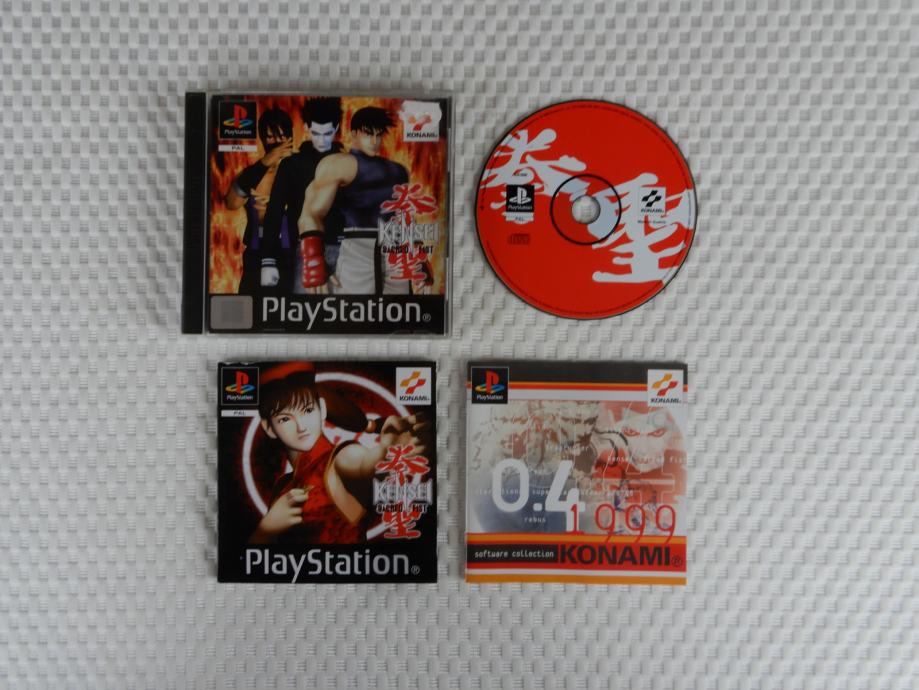 PlayStation
PAL
KONAMI®
拳
KENSEI
SACRED FIST
聖
PlayStation®
拳聖
PlayStation
PAL
KONAMI
PlayStation
PAL
KONAMI®
拳
KENSEI
SACRED FIST
聖
PlayStation®
PlayStation
KONAMI®
0.4
1999
rebus
software collection KONAMI®